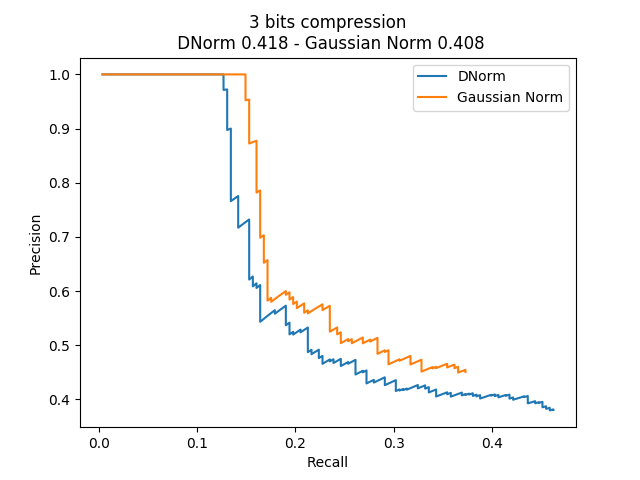 3 bits compression
DNorm 0.418 - Gaussian Norm 0.408
DNorm
Gaussian Norm
1.0
0.9
0.8
0.7
0.6
0.5
0.4
Precision
0.0 0.1 0.2 0.3 0.4
Recall